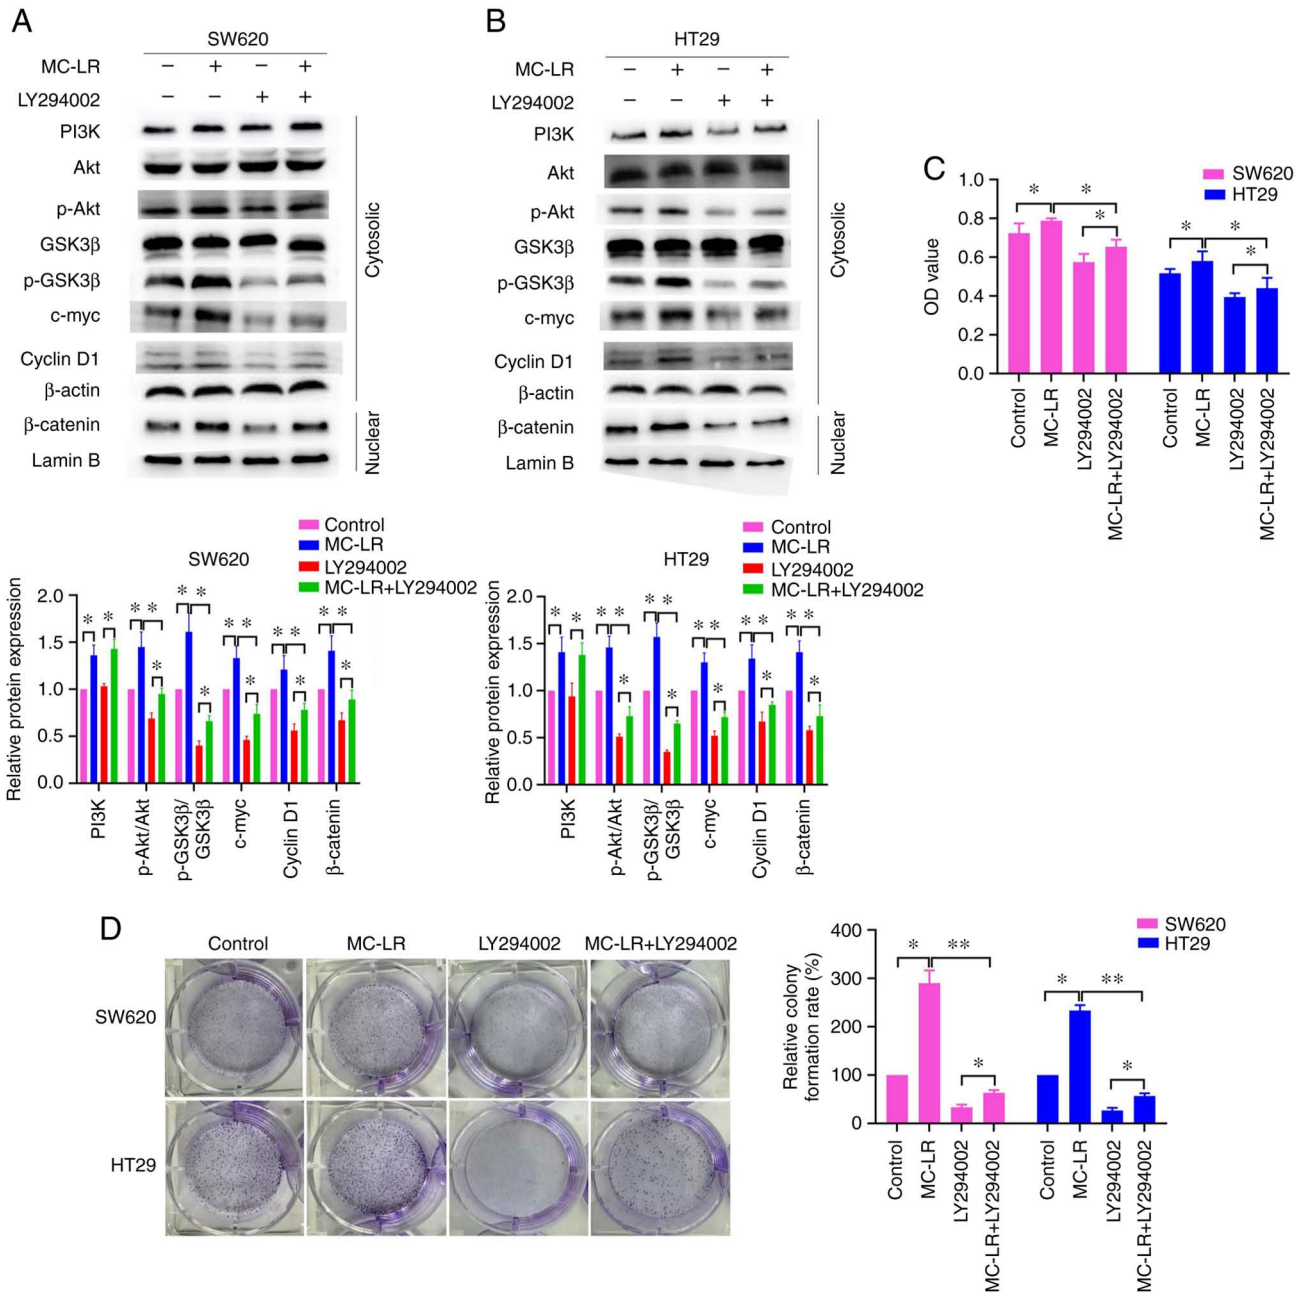 A
SW620
MC-LR − + − +
LY294002 − − + +
PI3K
Akt
p-Akt
GSK3β
p-GSK3β
c-myc
Cyclin D1
β-actin
β-catenin
Lamin B
Cytosolic
Nuclear
SW620
Control
MC-LR
LY294002
MC-LR+LY294002
Relative protein expression
2.0
1.5
1.0
0.5
0.0
* * * * * * * * * * * * * * * * *
PI3K
p-Akt/Akt
p-GSK3β/
GSK3β
c-myc
Cyclin D1
β-catenin
B
HT29
MC-LR − + − +
LY294002 − − + +
PI3K
Akt
p-Akt
GSK3β
p-GSK3β
c-myc
Cyclin D1
β-actin
β-catenin
Lamin B
Cytosolic
Nuclear
HT29
Control
MC-LR
LY294002
MC-LR+LY294002
Relative protein expression
2.0
1.5
1.0
0.5
0.0
* * * * * * * * * * * * * * * * *
PI3K
p-Akt/Akt
p-GSK3β/
GSK3β
c-myc
Cyclin D1
β-catenin
C
SW620
HT29
OD value
1.0
0.8
0.6
0.4
0.2
0.0
* * * * * *
Control
MC-LR
LY294002
MC-LR+LY294002
Control
MC-LR
LY294002
MC-LR+LY294002
D
Control MC-LR LY294002 MC-LR+LY294002
SW620
HT29
SW620
HT29
Relative colony
formation rate (%)
400
300
200
100
0
* ** * * ** *
Control
MC-LR
LY294002
MC-LR+LY294002
Control
MC-LR
LY294002
MC-LR+LY294002